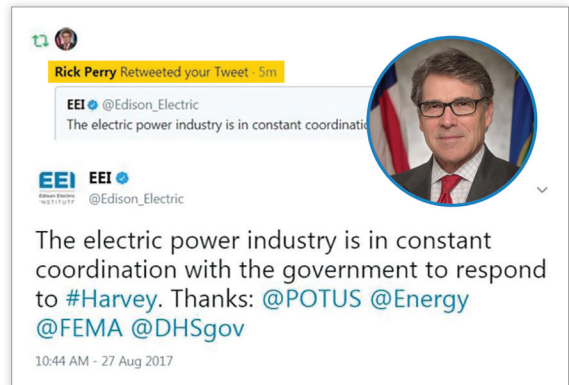 Rick Perry Retweeted your Tweet · 5m
EEI @Edison_Electric
The electric power industry is in constant coordinatio
EEI EEI
Edison Electric
INSTITUTE @Edison_Electric
The electric power industry is in constant
coordination with the government to respond
to #Harvey. Thanks: @POTUS @Energy
@FEMA @DHSgov
10:44 AM - 27 Aug 2017